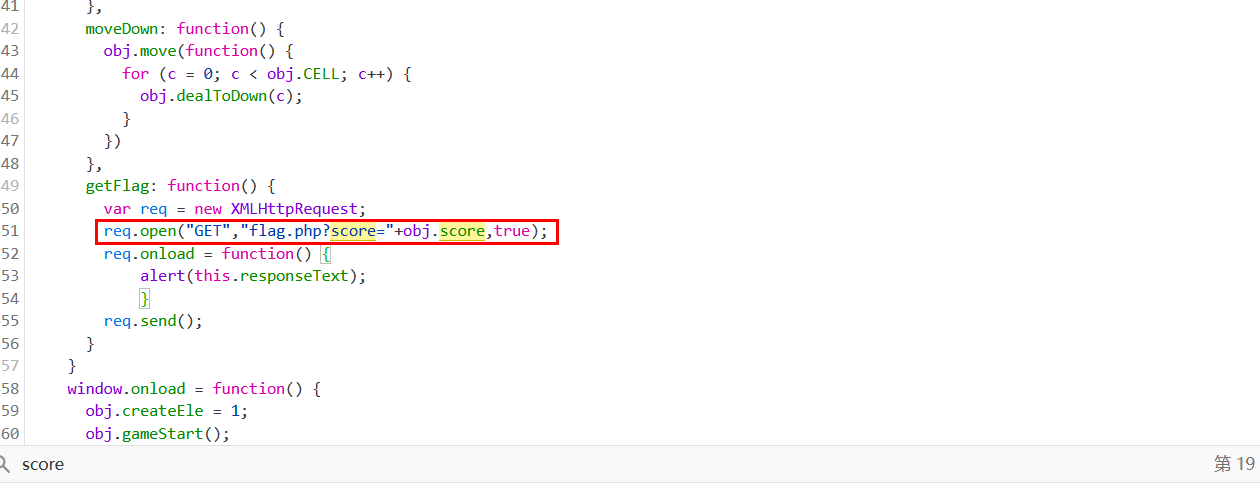 41 },
42 moveDown: function() {
43 obj.move(function() {
44 for (c = 0; c < obj.CELL; c++) {
45 obj.dealToDown(c);
46 }
47 })
48 },
49 getFlag: function() {
50 var req = new XMLHttpRequest;
51 req.open("GET","flag.php?score="+obj.score,true);
52 req.onload = function() {
53 alert(this.responseText);
54 }
55 req.send();
56 }
57 }
58 window.onload = function() {
59 obj.createEle = 1;
60 obj.gameStart();
score 第 19